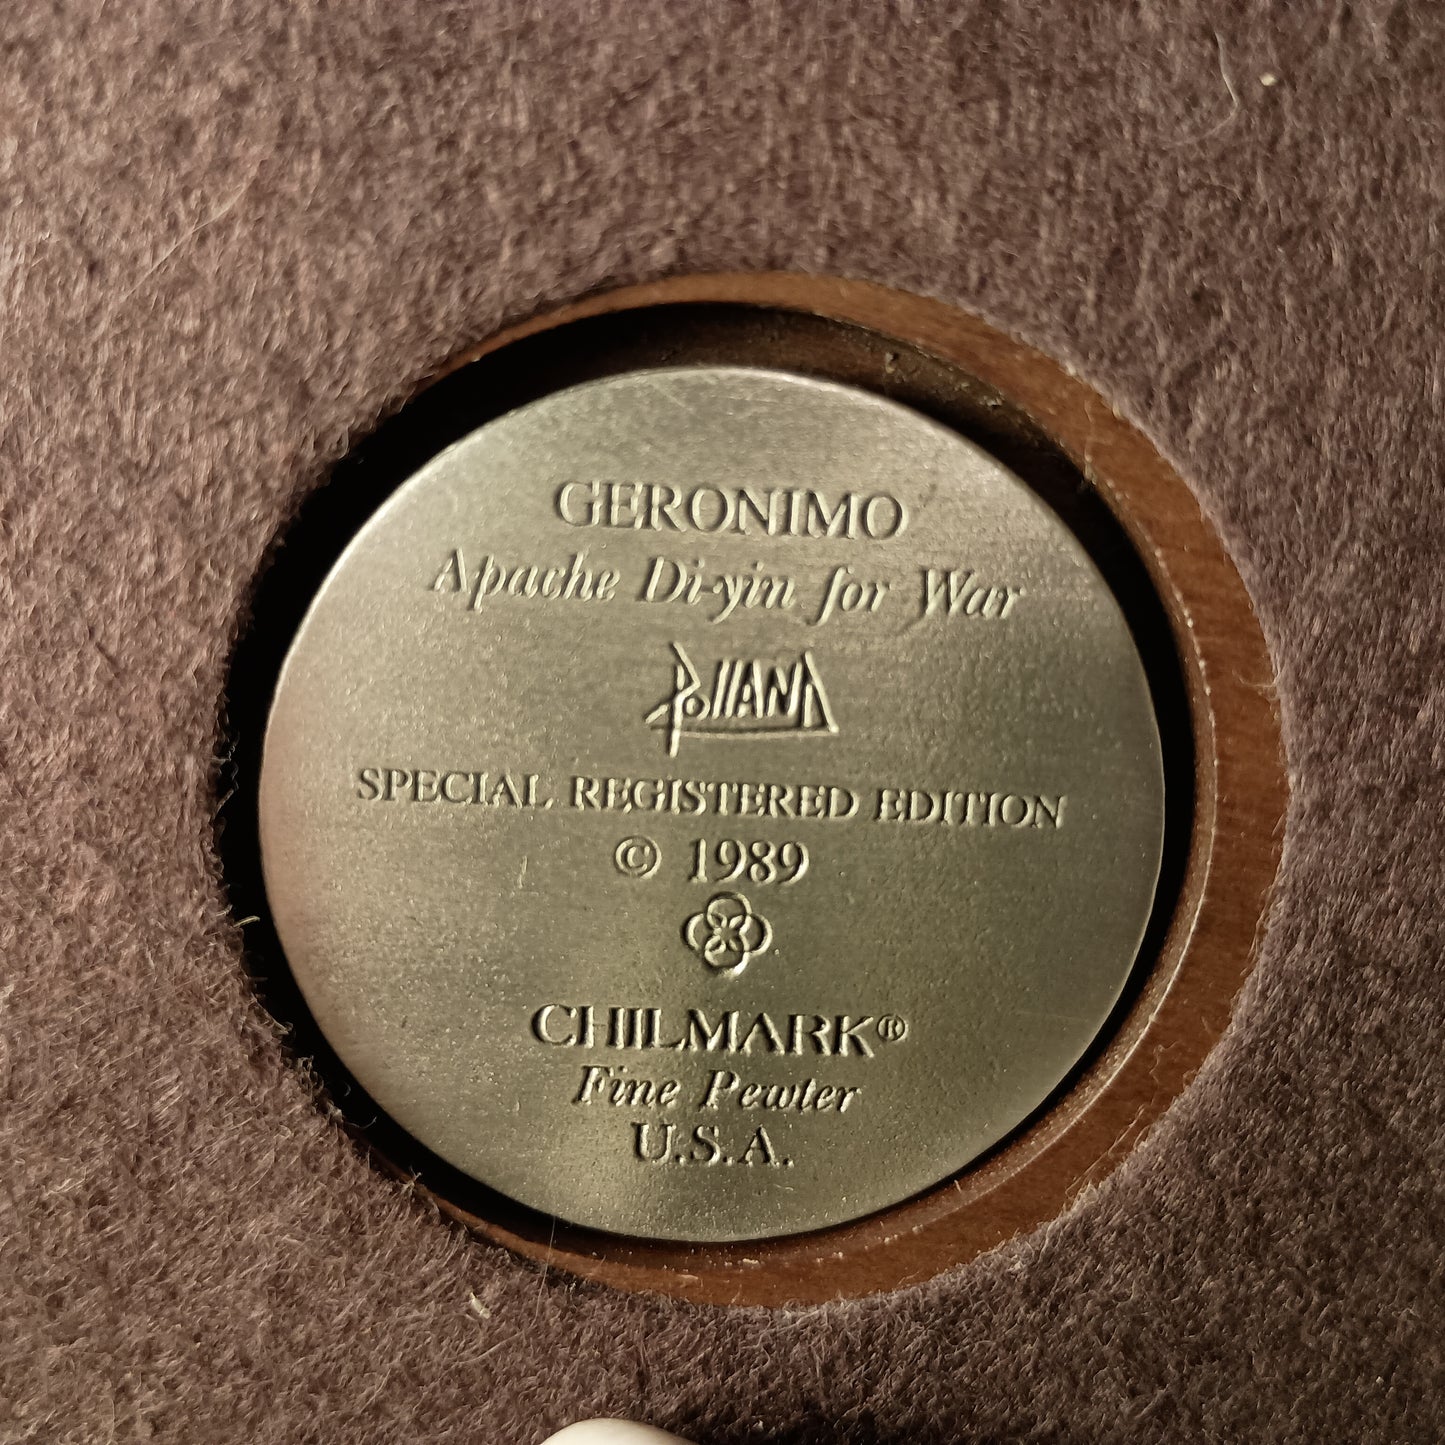 GERONIMO
Apache Di-yin for War
Polland
SPECIAL REGISTERED EDITION
© 1989
CHILMARK®
Fine Pewter
U.S.A.